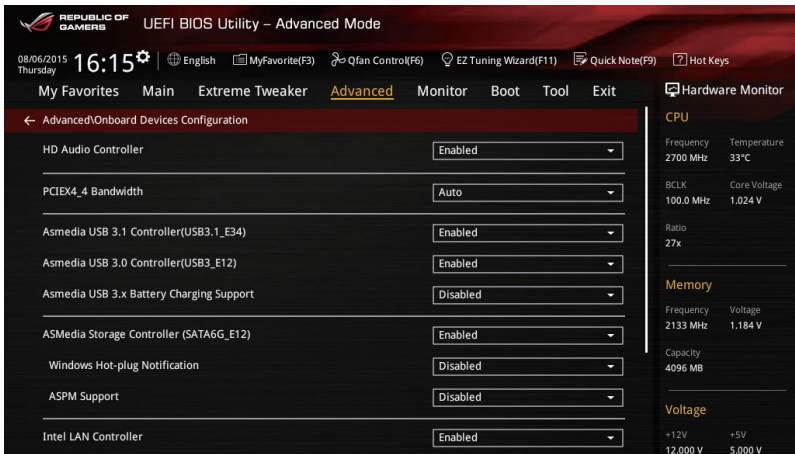 REPUBLIC OF
GAMERS
UEFI BIOS Utility – Advanced Mode
08/06/2015
Thursday
16:15
English
MyFavorite(F3)
Qfan Control(F6)
EZ Tuning Wizard(F11)
Quick Note(F9)
? Hot Keys
My Favorites Main Extreme Tweaker Advanced Monitor Boot Tool Exit
Advanced\Onboard Devices Configuration
HD Audio Controller Enabled
PCIEX4_4 Bandwidth Auto
Asmedia USB 3.1 Controller(USB3.1_E34) Enabled
Asmedia USB 3.0 Controller(USB3_E12) Enabled
Asmedia USB 3.x Battery Charging Support Disabled
ASMedia Storage Controller (SATA6G_E12) Enabled
Windows Hot-plug Notification Disabled
ASPM Support Disabled
Intel LAN Controller Enabled
Hardware Monitor
CPU
Frequency Temperature
2700 MHz 33°C
BCLK Core Voltage
100.0 MHz 1.024 V
Ratio
27x
Memory
Frequency Voltage
2133 MHz 1.184 V
Capacity
4096 MB
Voltage
+12V +5V
12.000 V 5.000 V